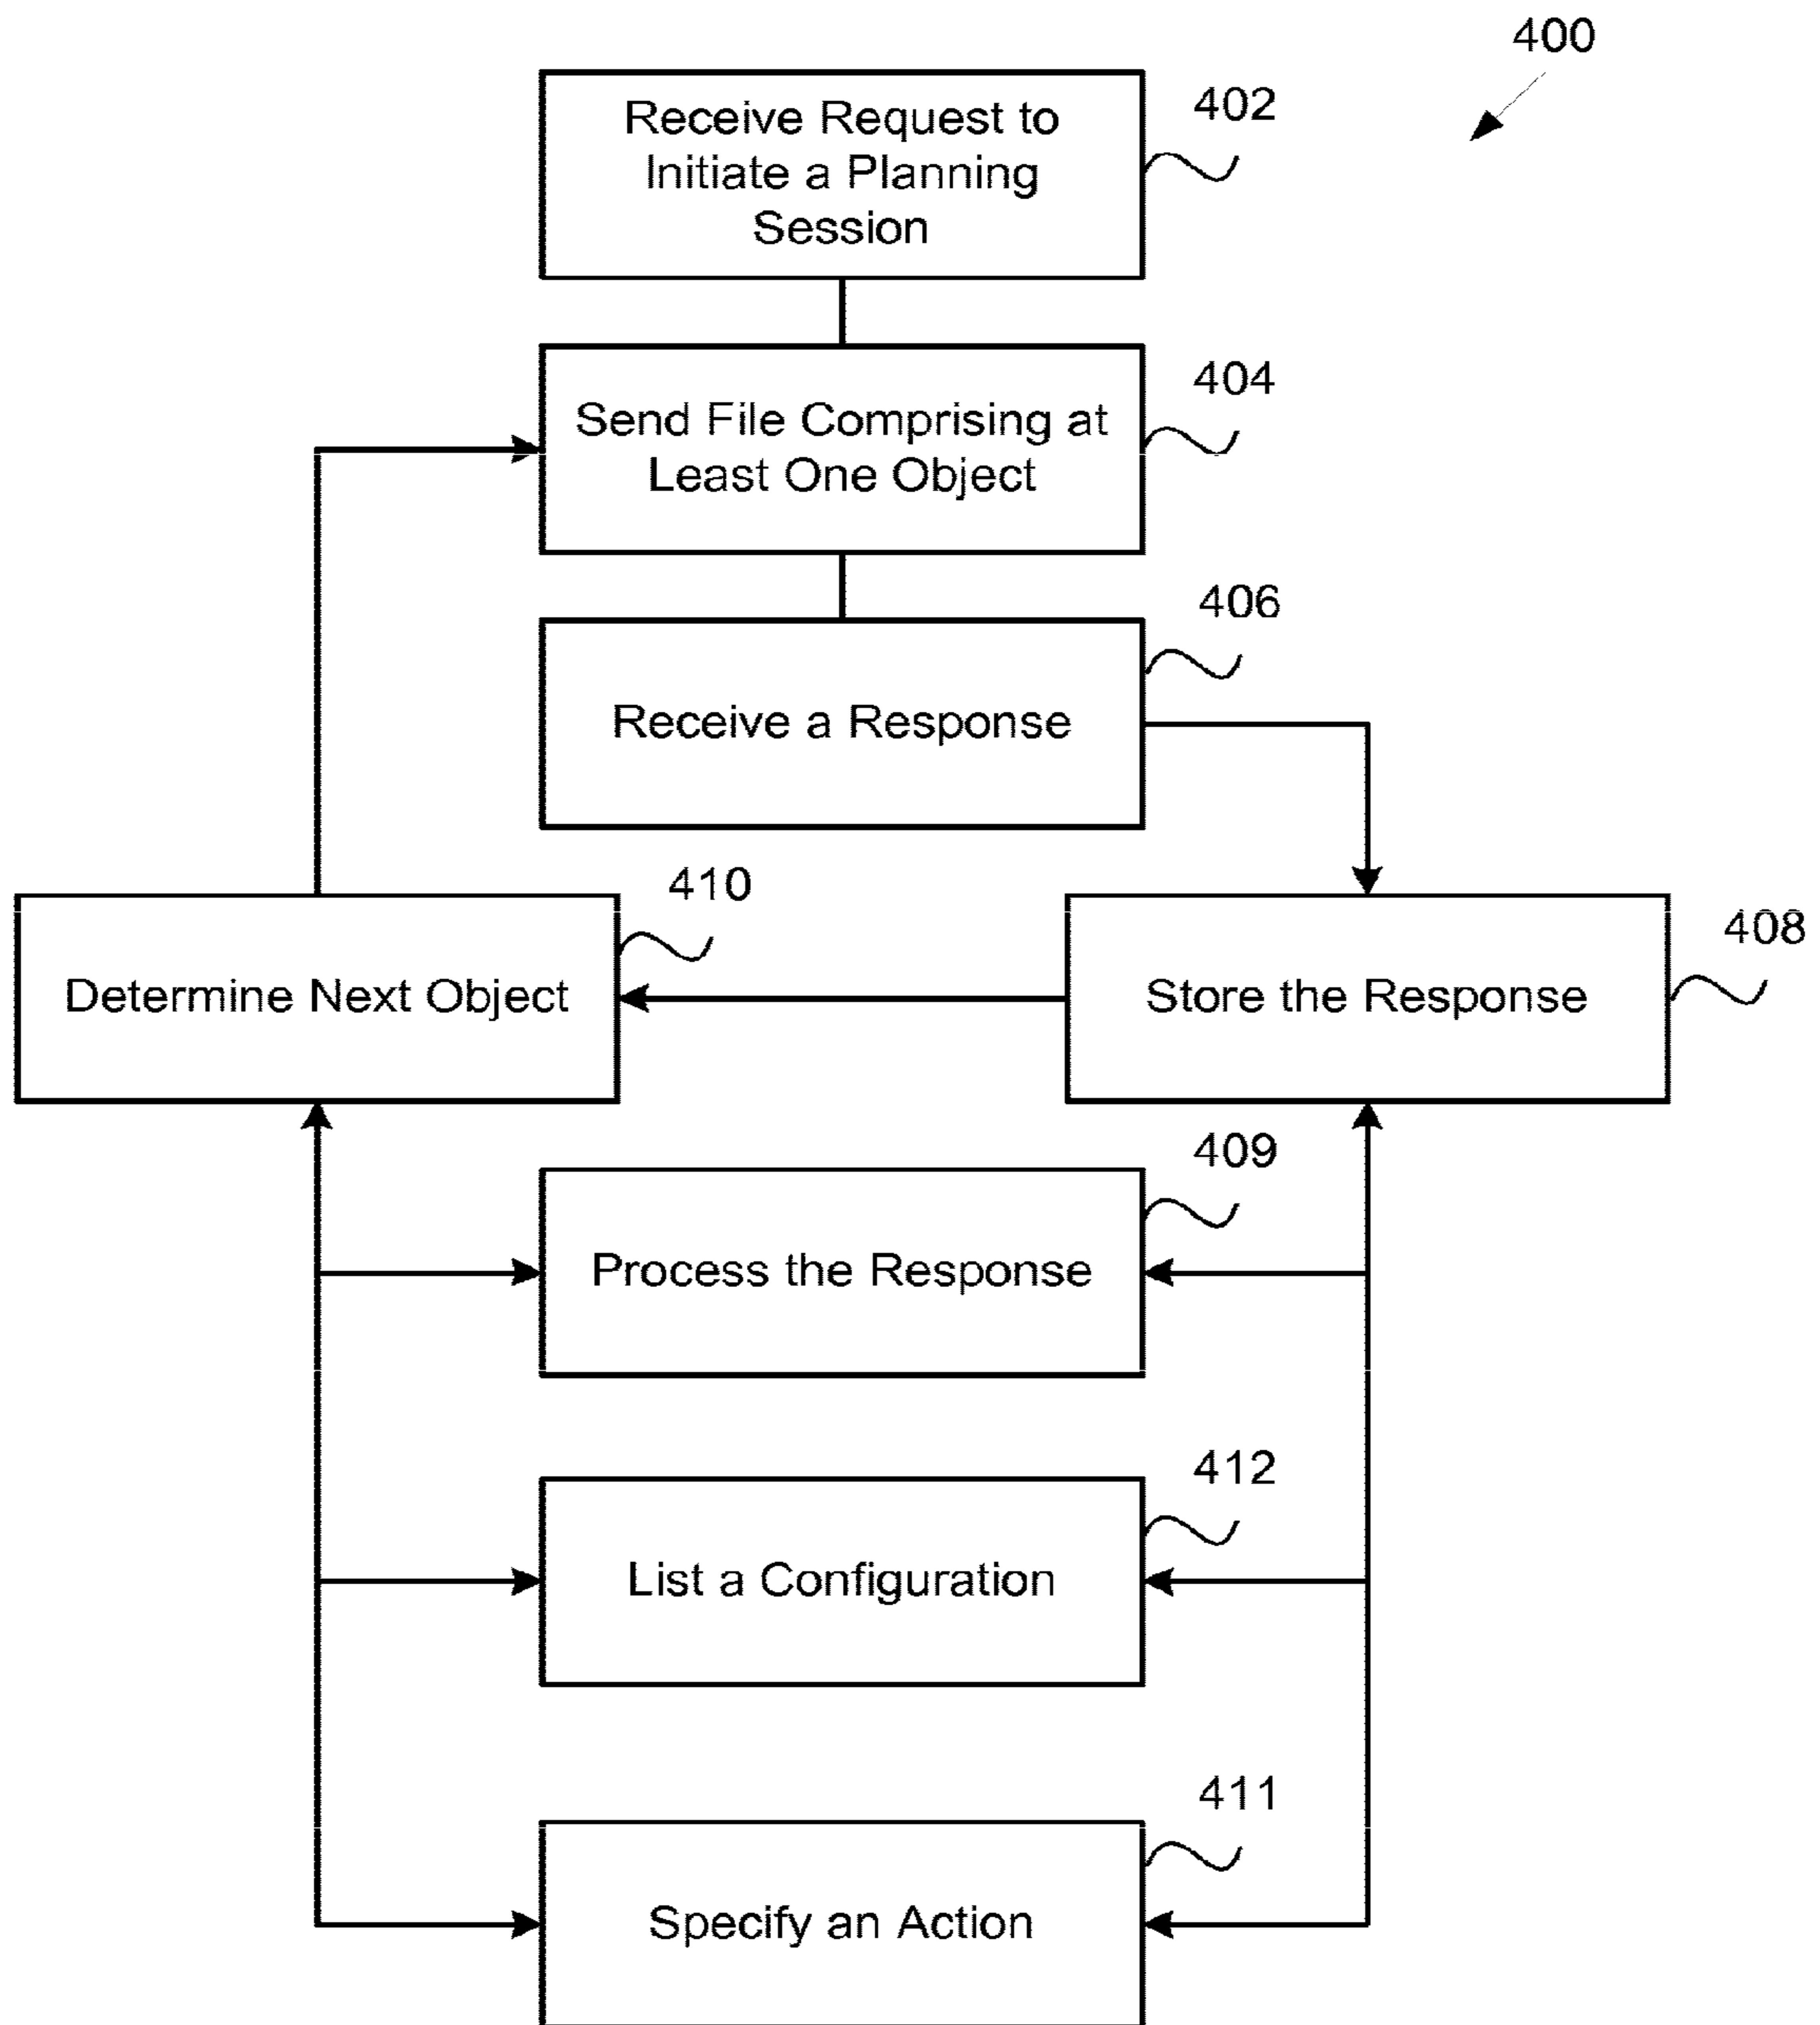 400
Receive Request to
Initiate a Planning
Session
402
Send File Comprising at
Least One Object
404
Receive a Response
406
Determine Next Object
410
Store the Response
408
Process the Response
409
List a Configuration
412
Specify an Action
411